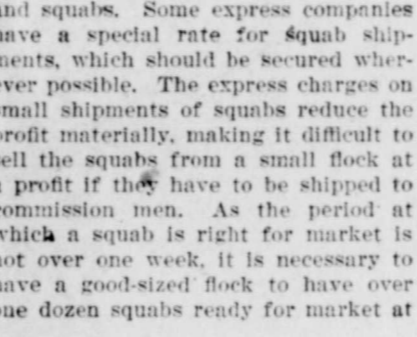 and squabs. Some express companies
have a special rate for squab ship-
ments, which should be secured wher-
ever possible. The express charges on
small shipments of squabs reduce the
profit materially, making it difficult to
sell the squabs from a small flock at
a profit if they have to be shipped to
commission men. As the period at
which a squab is right for market is
not over one week, it is necessary to
have a good-sized flock to have over
one dozen squabs ready for market at